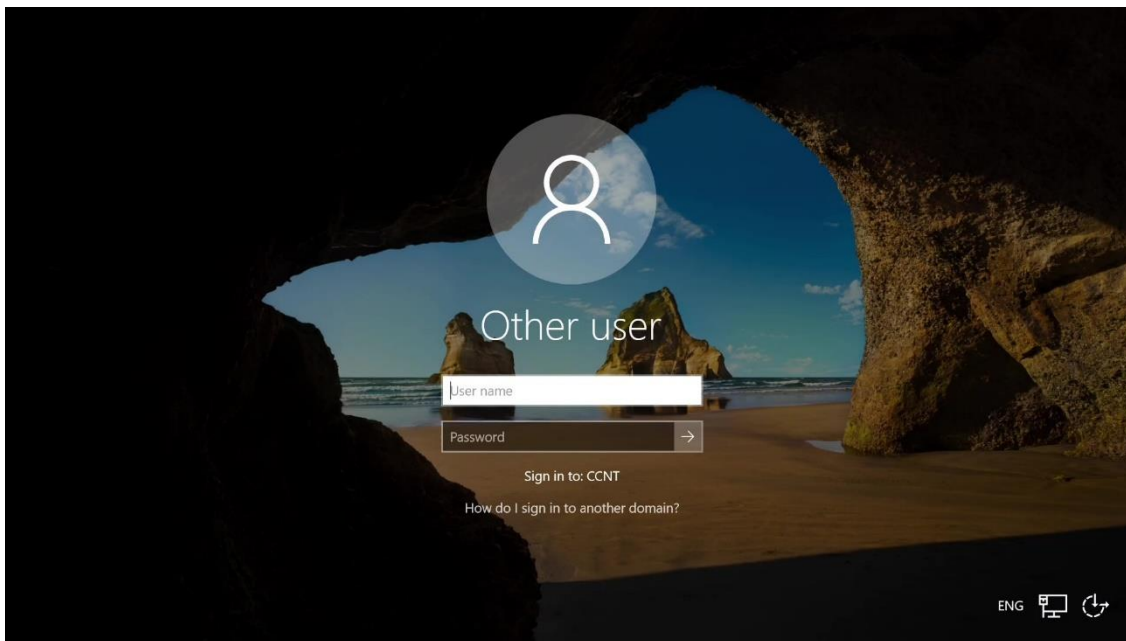 Other user
User name
Password
Sign in to: CCNT
How do I sign in to another domain?
ENG